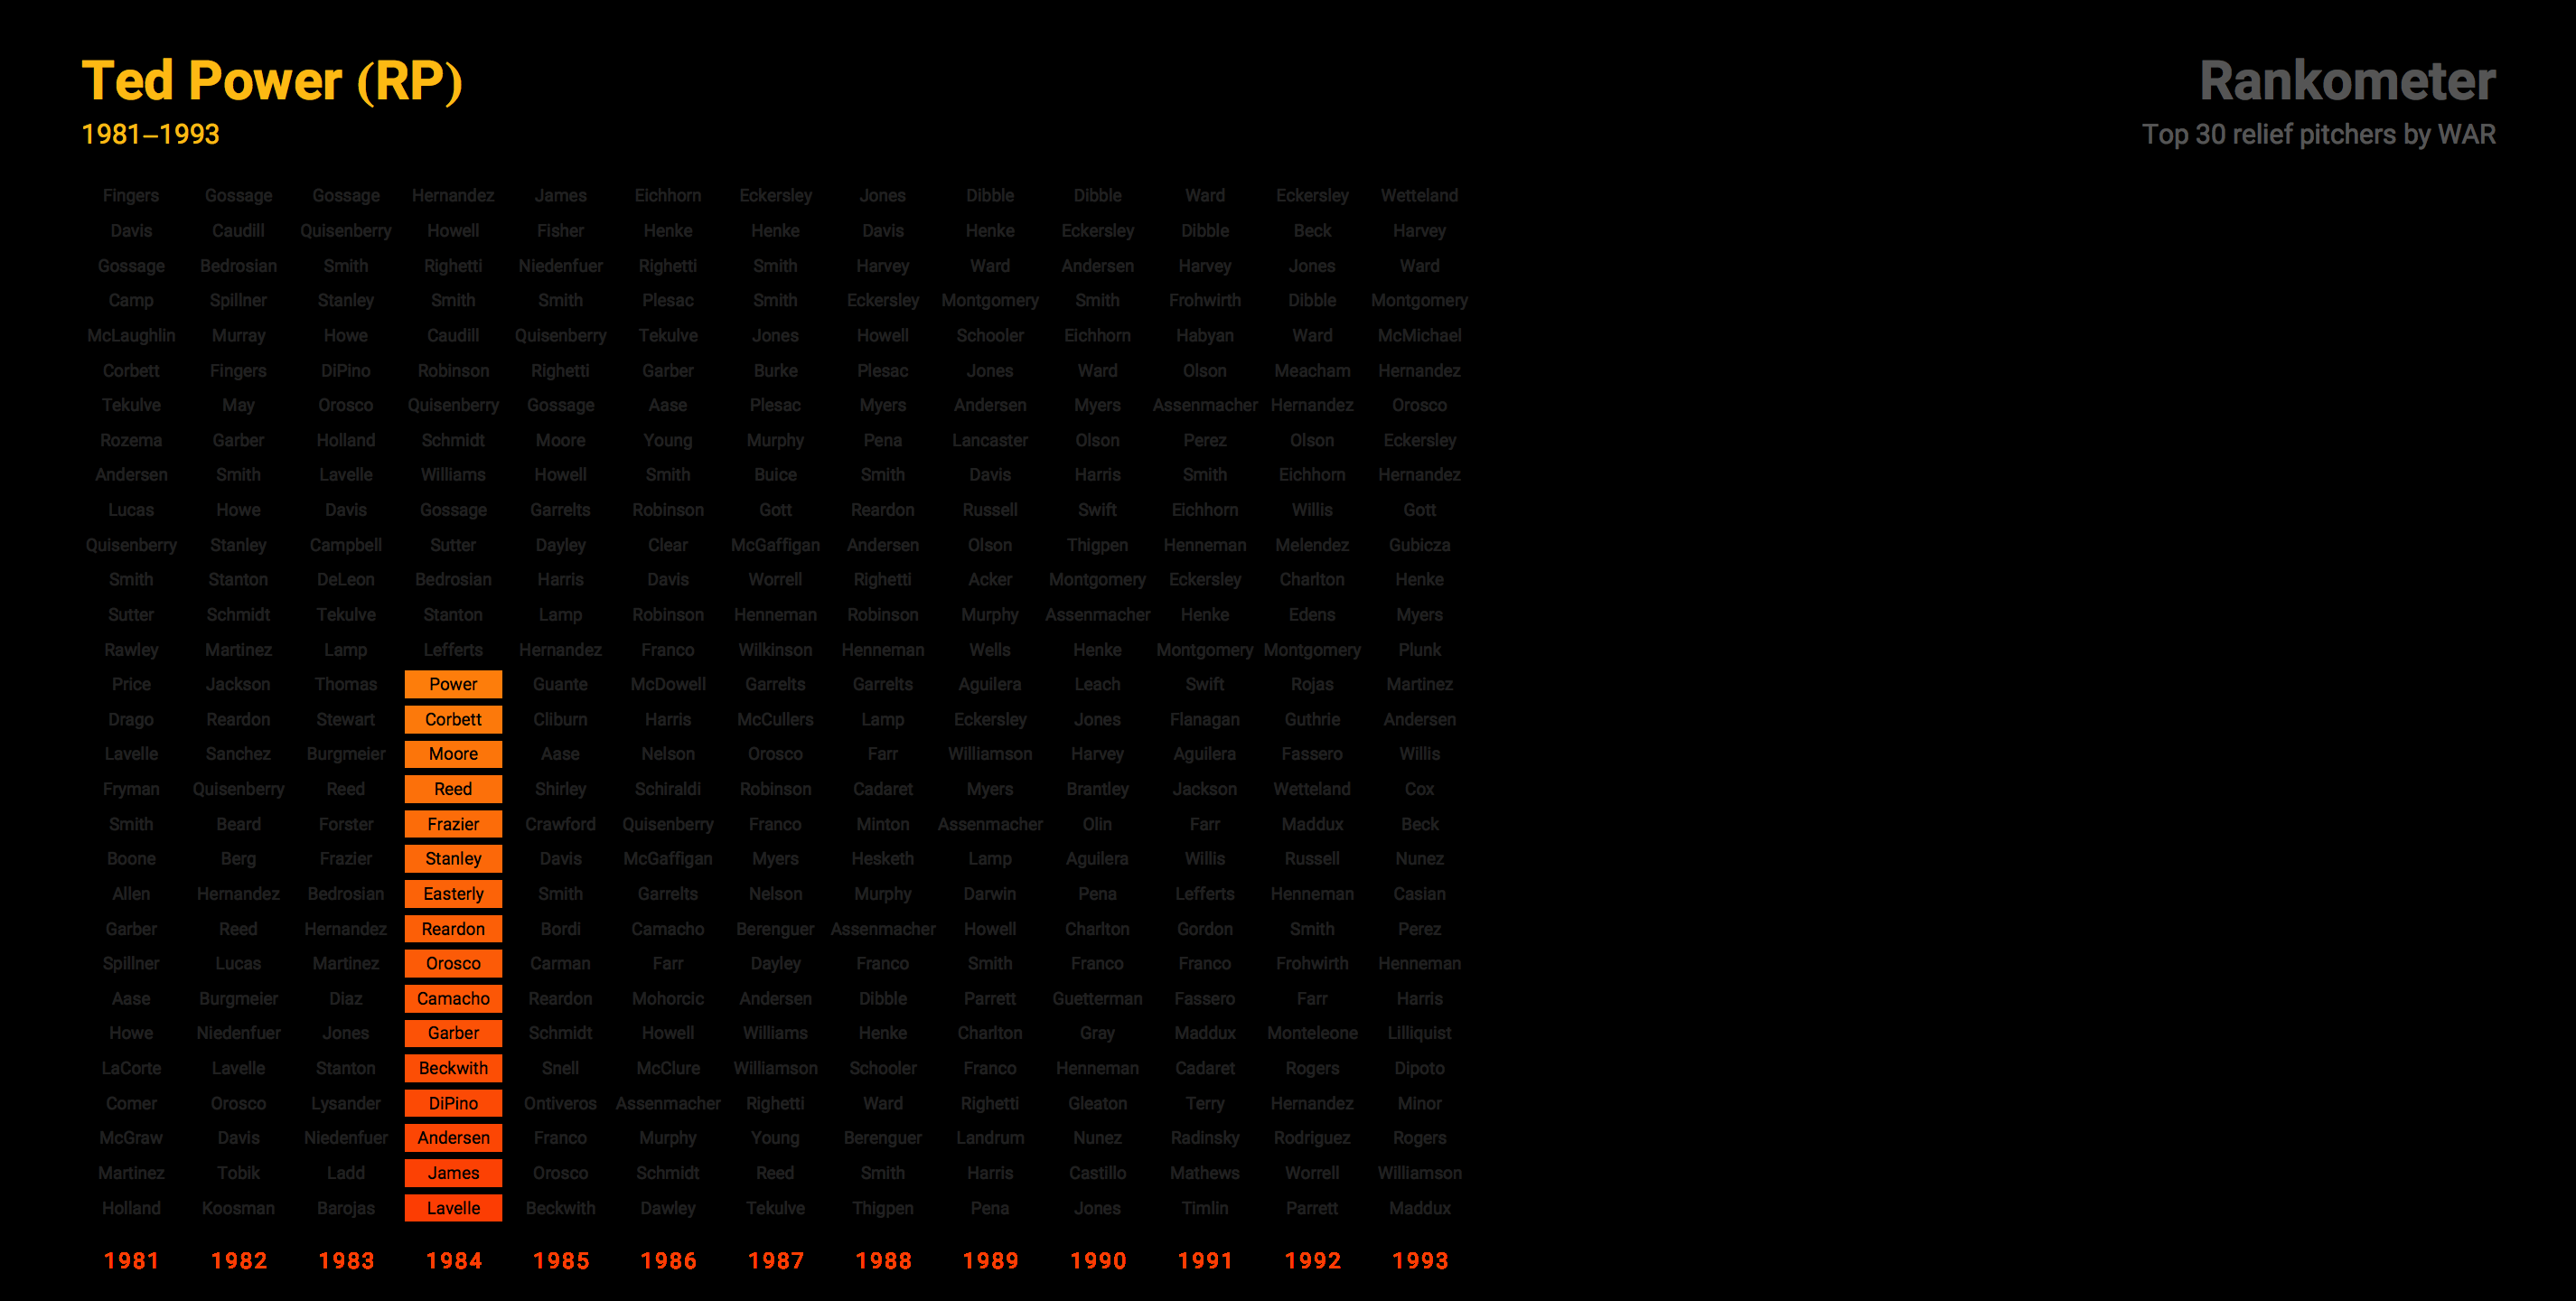 Ted Power (RP)
1981–1993
Rankometer
Top 30 relief pitchers by WAR
Fingers Gossage Gossage Hernandez James Eichhorn Eckersley Jones Dibble Dibble Ward Eckersley Wetteland
Davis Caudill Quisenberry Howell Fisher Henke Henke Davis Henke Eckersley Dibble Beck Harvey
Gossage Bedrosian Smith Righetti Niedenfuer Righetti Smith Harvey Ward Andersen Harvey Jones Ward
Camp Spillner Stanley Smith Smith Plesac Smith Eckersley Montgomery Smith Frohwirth Dibble Montgomery
McLaughlin Murray Howe Caudill Quisenberry Tekulve Jones Howell Schooler Eichhorn Habyan Ward McMichael
Corbett Fingers DiPino Robinson Righetti Garber Burke Plesac Jones Ward Olson Meacham Hernandez
Tekulve May Orosco Quisenberry Gossage Aase Plesac Myers Andersen Myers Assenmacher Hernandez Orosco
Rozema Garber Holland Schmidt Moore Young Murphy Pena Lancaster Olson Perez Olson Eckersley
Andersen Smith Lavelle Williams Howell Smith Buice Smith Davis Harris Smith Eichhorn Hernandez
Lucas Howe Davis Gossage Garrelts Robinson Gott Reardon Russell Swift Eichhorn Willis Gott
Quisenberry Stanley Campbell Sutter Dayley Clear McGaffigan Andersen Olson Thigpen Henneman Melendez Gubicza
Smith Stanton DeLeon Bedrosian Harris Davis Worrell Righetti Acker Montgomery Eckersley Charlton Henke
Sutter Schmidt Tekulve Stanton Lamp Robinson Henneman Robinson Murphy Assenmacher Henke Edens Myers
Rawley Martinez Lamp Lefferts Hernandez Franco Wilkinson Henneman Wells Henke Montgomery Montgomery Plunk
Price Jackson Thomas Power Guante McDowell Garrelts Garrelts Aguilera Leach Swift Rojas Martinez
Drago Reardon Stewart Corbett Cliburn Harris McCullers Lamp Eckersley Jones Flanagan Guthrie Andersen
Lavelle Sanchez Burgmeier Moore Aase Nelson Orosco Farr Williamson Harvey Aguilera Fassero Willis
Fryman Quisenberry Reed Reed Shirley Schiraldi Robinson Cadaret Myers Brantley Jackson Wetteland Cox
Smith Beard Forster Frazier Crawford Quisenberry Franco Minton Assenmacher Olin Farr Maddux Beck
Boone Berg Frazier Stanley Davis McGaffigan Myers Hesketh Lamp Aguilera Willis Russell Nunez
Allen Hernandez Bedrosian Easterly Smith Garrelts Nelson Murphy Darwin Pena Lefferts Henneman Casian
Garber Reed Hernandez Reardon Bordi Camacho Berenguer Assenmacher Howell Charlton Gordon Smith Perez
Spillner Lucas Martinez Orosco Carman Farr Dayley Franco Smith Franco Franco Frohwirth Henneman
Aase Burgmeier Diaz Camacho Reardon Mohorcic Andersen Dibble Parrett Guetterman Fassero Farr Harris
Howe Niedenfuer Jones Garber Schmidt Howell Williams Henke Charlton Gray Maddux Monteleone Lilliquist
LaCorte Lavelle Stanton Beckwith Snell McClure Williamson Schooler Franco Henneman Cadaret Rogers Dipoto
Comer Orosco Lysander DiPino Ontiveros Assenmacher Righetti Ward Righetti Gleaton Terry Hernandez Minor
McGraw Davis Niedenfuer Andersen Franco Murphy Young Berenguer Landrum Nunez Radinsky Rodriguez Rogers
Martinez Tobik Ladd James Orosco Schmidt Reed Smith Harris Castillo Mathews Worrell Williamson
Holland Koosman Barojas Lavelle Beckwith Dawley Tekulve Thigpen Pena Jones Timlin Parrett Maddux
1981 1982 1983 1984 1985 1986 1987 1988 1989 1990 1991 1992 1993